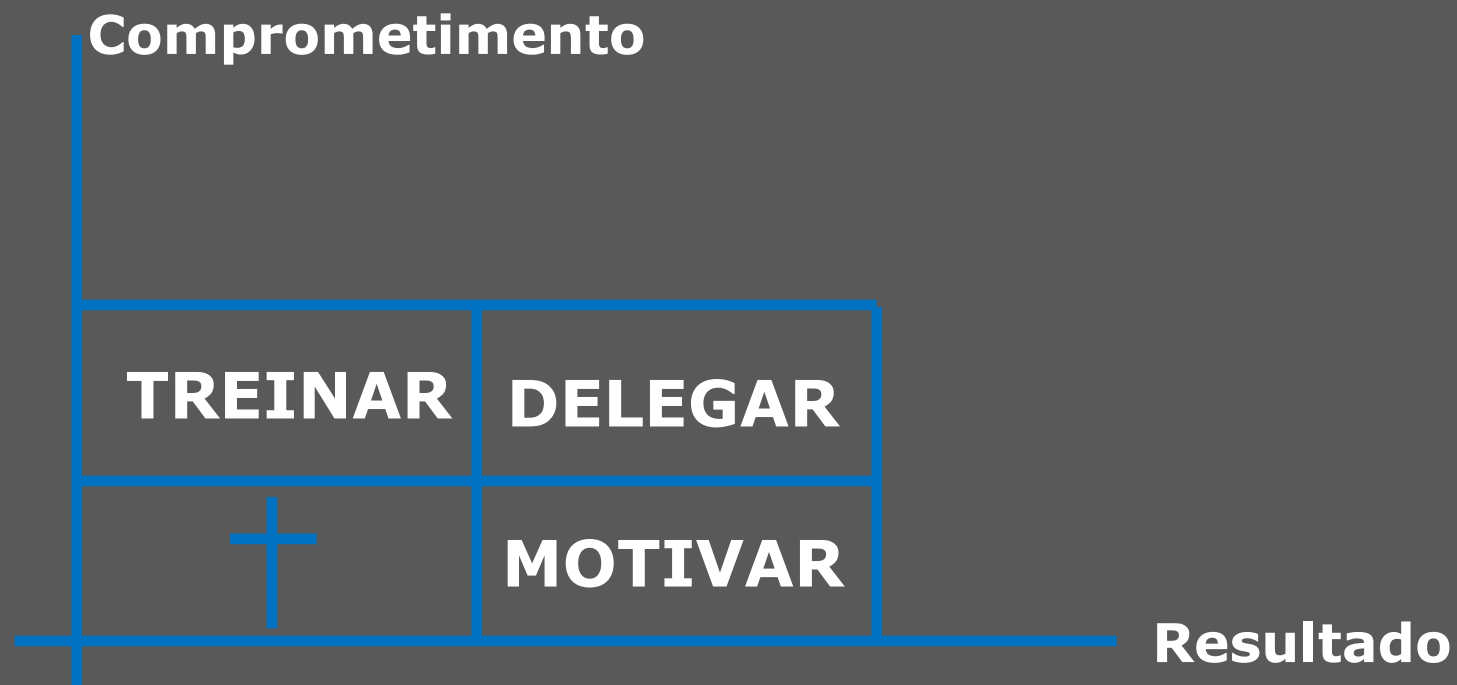 Comprometimento
TREINAR
DELEGAR
MOTIVAR
Resultado